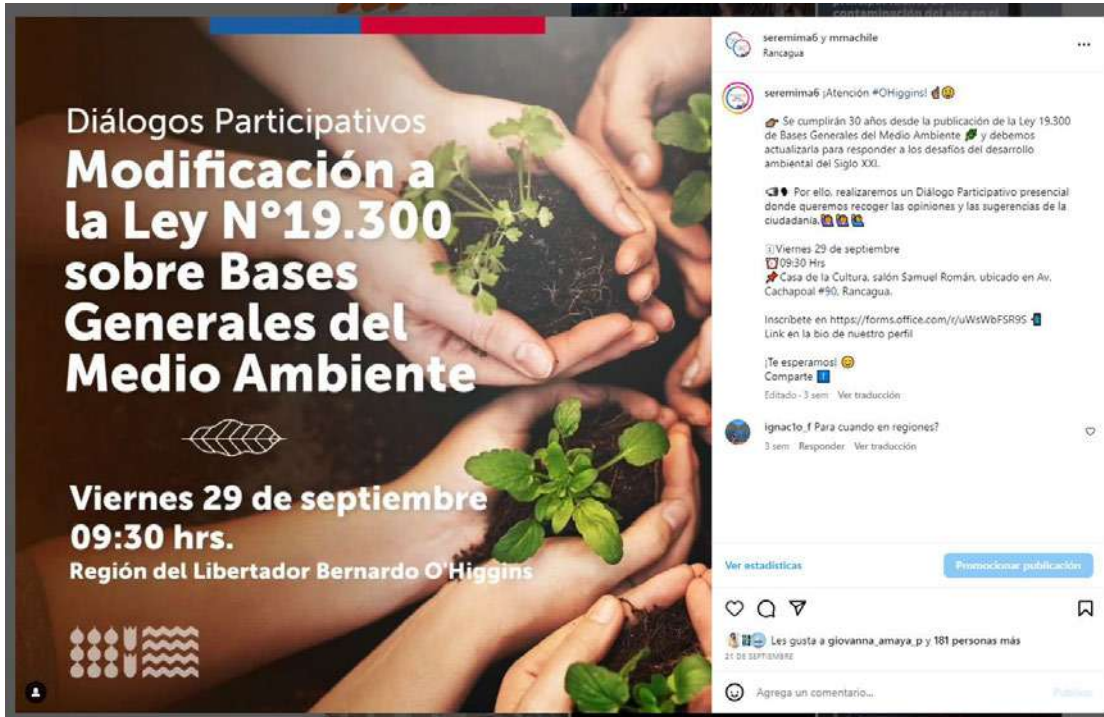 contaminación del aire en el
Diálogos Participativos
Modificación a
la Ley N°19.300
sobre Bases
Generales del
Medio Ambiente
Viernes 29 de septiembre
09:30 hrs.
Región del Libertador Bernardo O'Higgins
seremima6 y mmachile
Rancagua
seremima6 ¡Atención #OHiggins! ☝️😃
👉 Se cumplirán 30 años desde la publicación de la Ley 19.300
de Bases Generales del Medio Ambiente 🌿 y debemos
actualizarla para responder a los desafíos del desarrollo
ambiental del Siglo XXI.
Por ello, realizaremos un Diálogo Participativo presencial
donde queremos recoger las opiniones y las sugerencias de la
ciudadanía.
Viernes 29 de septiembre
⏰09:30 Hrs
📌Casa de la Cultura, salón Samuel Román, ubicado en Av.
Cachapoal #90, Rancagua.
Inscríbete en https://forms.office.com/r/uWsWbFSR9S
Link en la bio de nuestro perfil
¡Te esperamos! 😊
Comparte
Editado · 3 sem Ver traducción
ignac1o_f Para cuando en regiones?
3 sem Responder Ver traducción
Ver estadísticas
Promocionar publicación
Les gusta a giovanna_amaya_p y 181 personas más
21 DE SEPTIEMBRE
Agrega un comentario...
Publicar